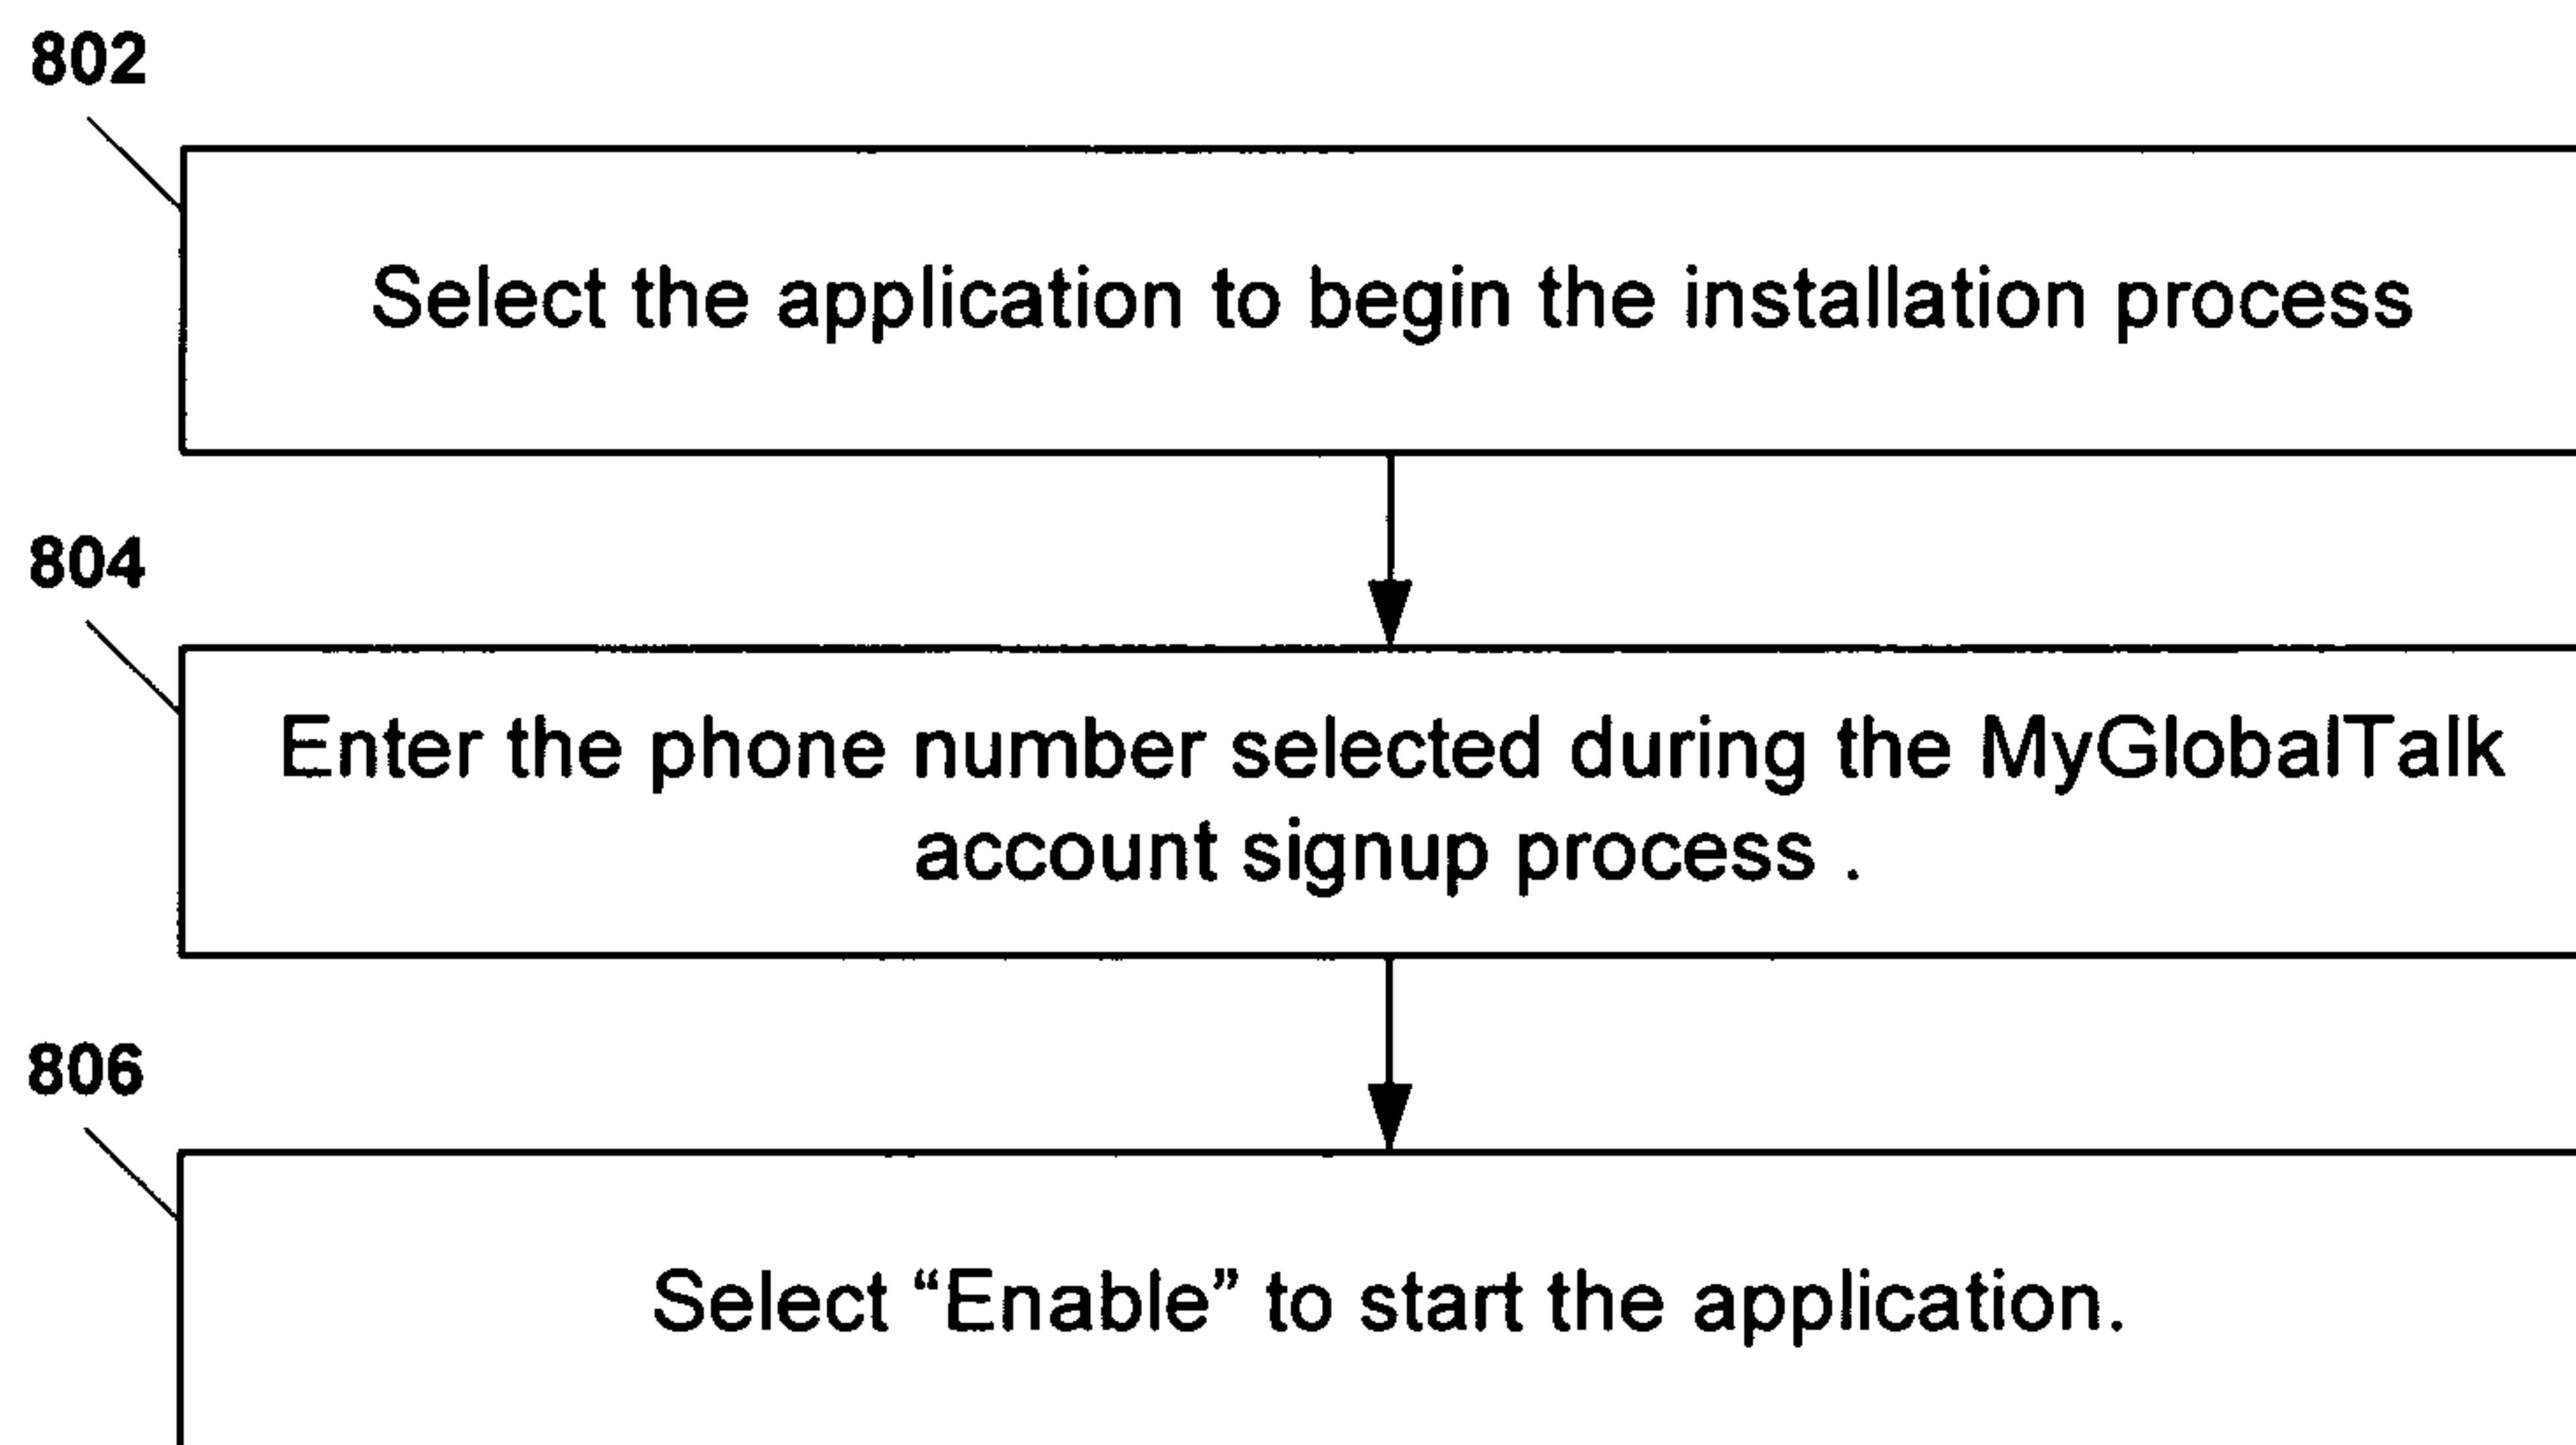 802
Select the application to begin the installation process
804
Enter the phone number selected during the MyGlobalTalk
account signup process .
806
Select “Enable” to start the application.